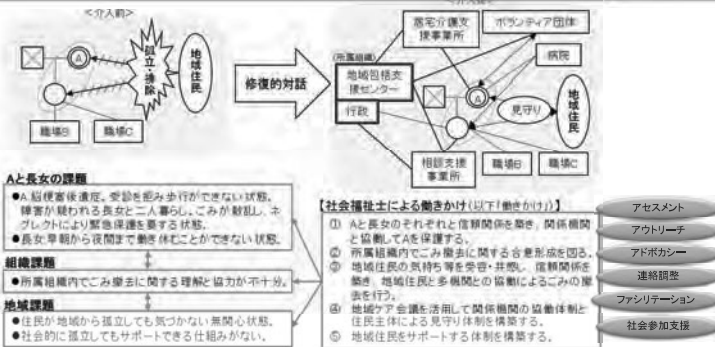 <介入前>
A
孤立・排除
地域住民
職場B
職場C
修復的対話
<介入後>
居宅介護支
援事業所
ボランティア団体
病院
(所属組織)
地域包括支
援センター
行政
A
見守り
地域住民
相談支援
事業所
職場B
職場C
Aと長女の課題
●A:脳梗塞後遺症。受診を拒み歩行ができない状態。
障害が疑われる長女と二人暮らし。ごみが散乱し、ネ
グレクトにより緊急保護を要する状態。
●長女:早朝から夜間まで働き休むことができない状態。
組織課題
●所属組織内でごみ撤去に関する理解と協力が不十分。
地域課題
●住民が地域から孤立しても気づかない無関心状態。
●社会的に孤立してもサポートできる仕組みがない。
【社会福祉士による働きかけ(以下「働きかけ」)】
① Aと長女のそれぞれと信頼関係を築き、関係機関
と協働してAを保護する。
② 所属組織内でごみ撤去に関する合意形成を図る。
③ 地域住民の気持ち等を受容・共感し、信頼関係を
築き、地域住民と多機関との協働によるごみの撤
去を行う。
④ 地域ケア会議を活用して関係機関の協働体制と
住民主体による見守り体制を構築する。
⑤ 地域住民をサポートする体制を構築する。
アセスメント
アウトリーチ
アドボカシー
連絡調整
ファシリテーション
社会参加支援